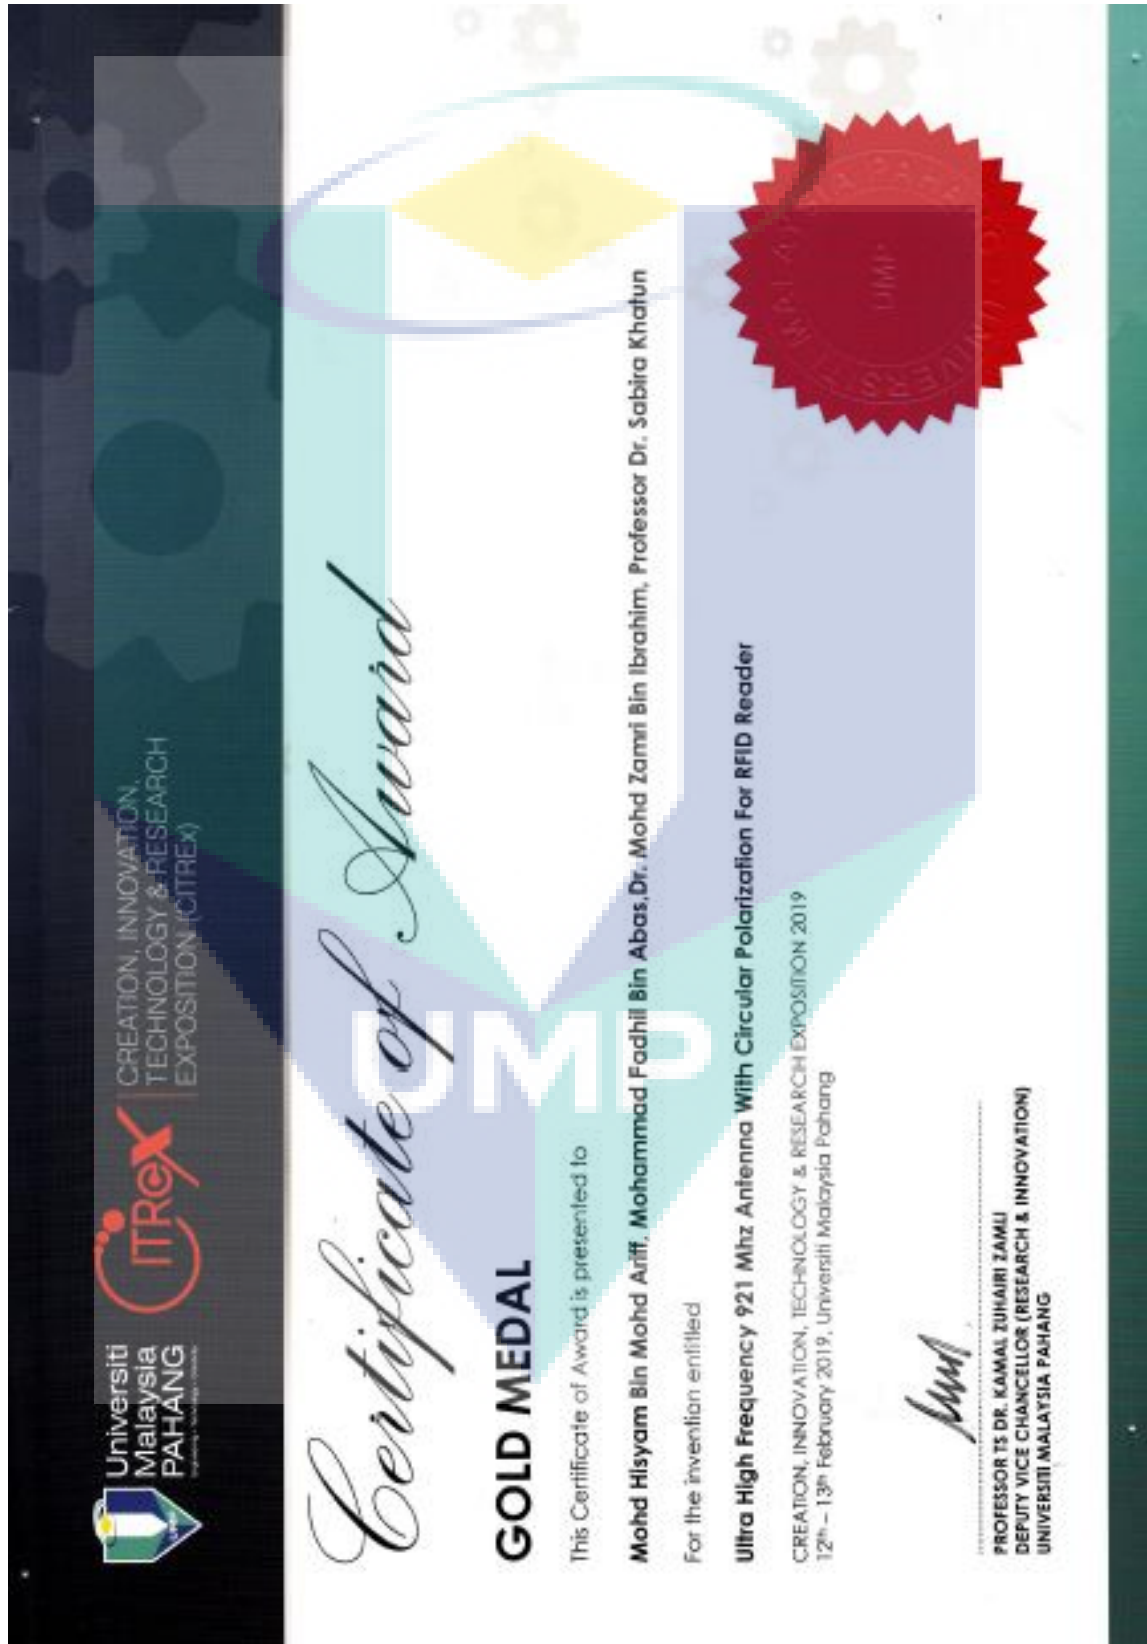 Universiti
Malaysia
PAHANG
CITREX
CREATION, INNOVATION,
TECHNOLOGY & RESEARCH
EXPOSITION (CITREx)
Certificate of Award
GOLD MEDAL
This Certificate of Award is presented to
Mohd Hisyam Bin Mohd Ariff, Mohammad Fadhil Bin Abas,Dr. Mohd Zamri Bin Ibrahim, Professor Dr. Sabira Khatun
For the invention entitled
Ultra High Frequency 921 Mhz Antenna With Circular Polarization For RFID Reader
CREATION, INNOVATION, TECHNOLOGY & RESEARCH EXPOSITION 2019
12th – 13th February 2019, Universiti Malaysia Pahang
PROFESSOR TS DR. KAMAL ZUHAIRI ZAMLI
DEPUTY VICE CHANCELLOR (RESEARCH & INNOVATION)
UNIVERSITI MALAYSIA PAHANG
UMP
UNIVERSITI MALAYSIA PAHANG
UMP